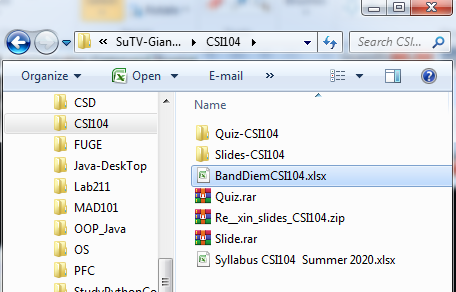 SuTV-Gian... CSI104 Search CSI...
Organize Open E-mail »
CSD
CSI104
FUGE
Java-DeskTop
Lab211
MAD101
OOP_Java
OS
PFC
StudyPythonCo
Name
Quiz-CSI104
Slides-CSI104
BandDiemCSI104.xlsx
Quiz.rar
Re__xin_slides_CSI104.zip
Slide.rar
Syllabus CSI104 Summer 2020.xlsx